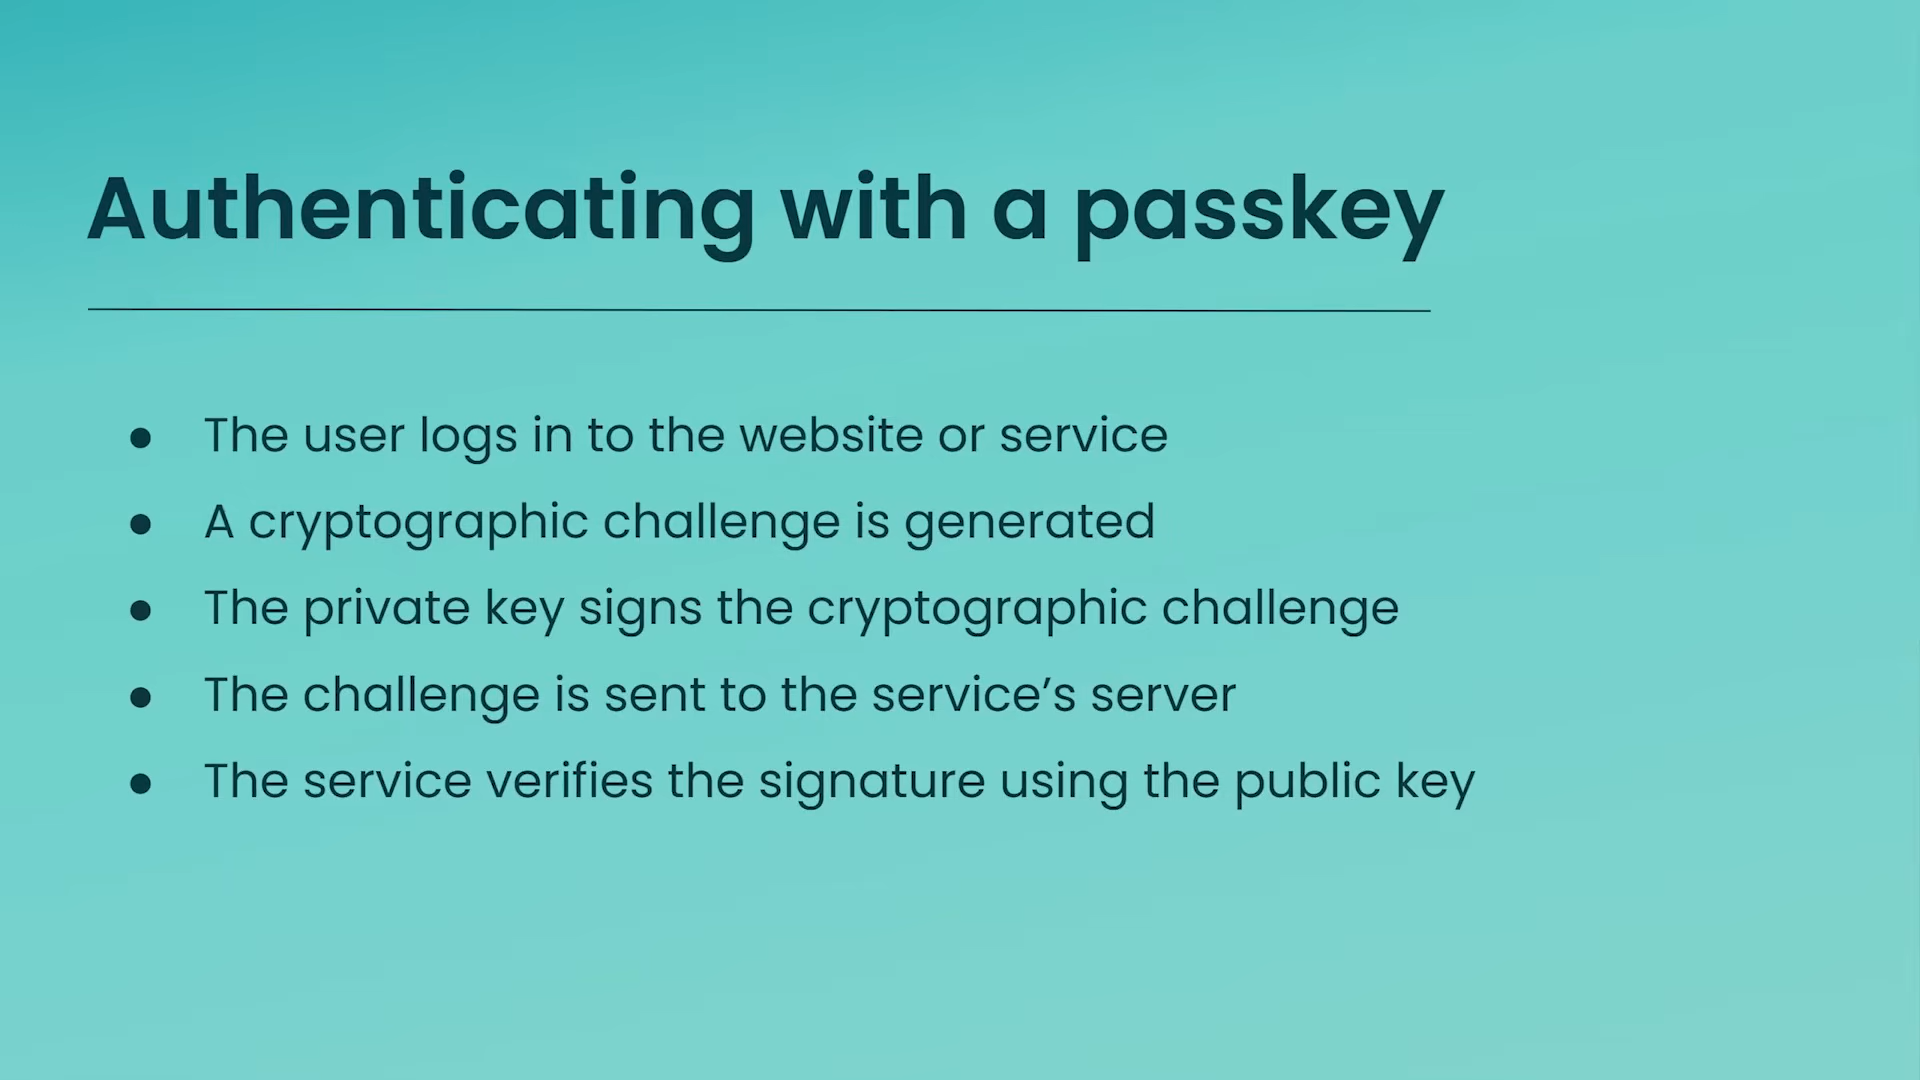 Authenticating with a passkey
● The user logs in to the website or service
● A cryptographic challenge is generated
● The private key signs the cryptographic challenge
● The challenge is sent to the service’s server
● The service verifies the signature using the public key